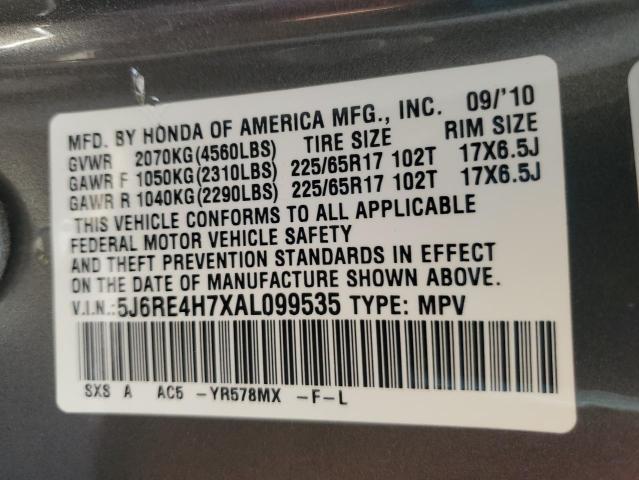 MFD. BY HONDA OF AMERICA MFG., INC. 09/'10
GVWR 2070KG(4560LBS) TIRE SIZE RIM SIZE
GAWR F 1050KG(2310LBS) 225/65R17 102T 17X6.5J
GAWR R 1040KG(2290LBS) 225/65R17 102T 17X6.5J
THIS VEHICLE CONFORMS TO ALL APPLICABLE
FEDERAL MOTOR VEHICLE SAFETY
AND THEFT PREVENTION STANDARDS IN EFFECT
ON THE DATE OF MANUFACTURE SHOWN ABOVE.
V.I.N.:5J6RE4H7XAL099535 TYPE: MPV
SXS A AC5 -YR578MX -F-L